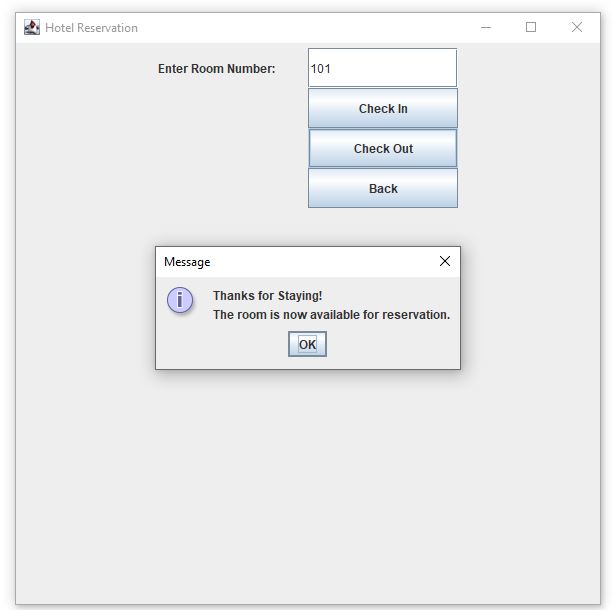 Hotel Reservation
Enter Room Number:
101
Check In
Check Out
Back
Message
Thanks for Staying!
The room is now available for reservation.
OK